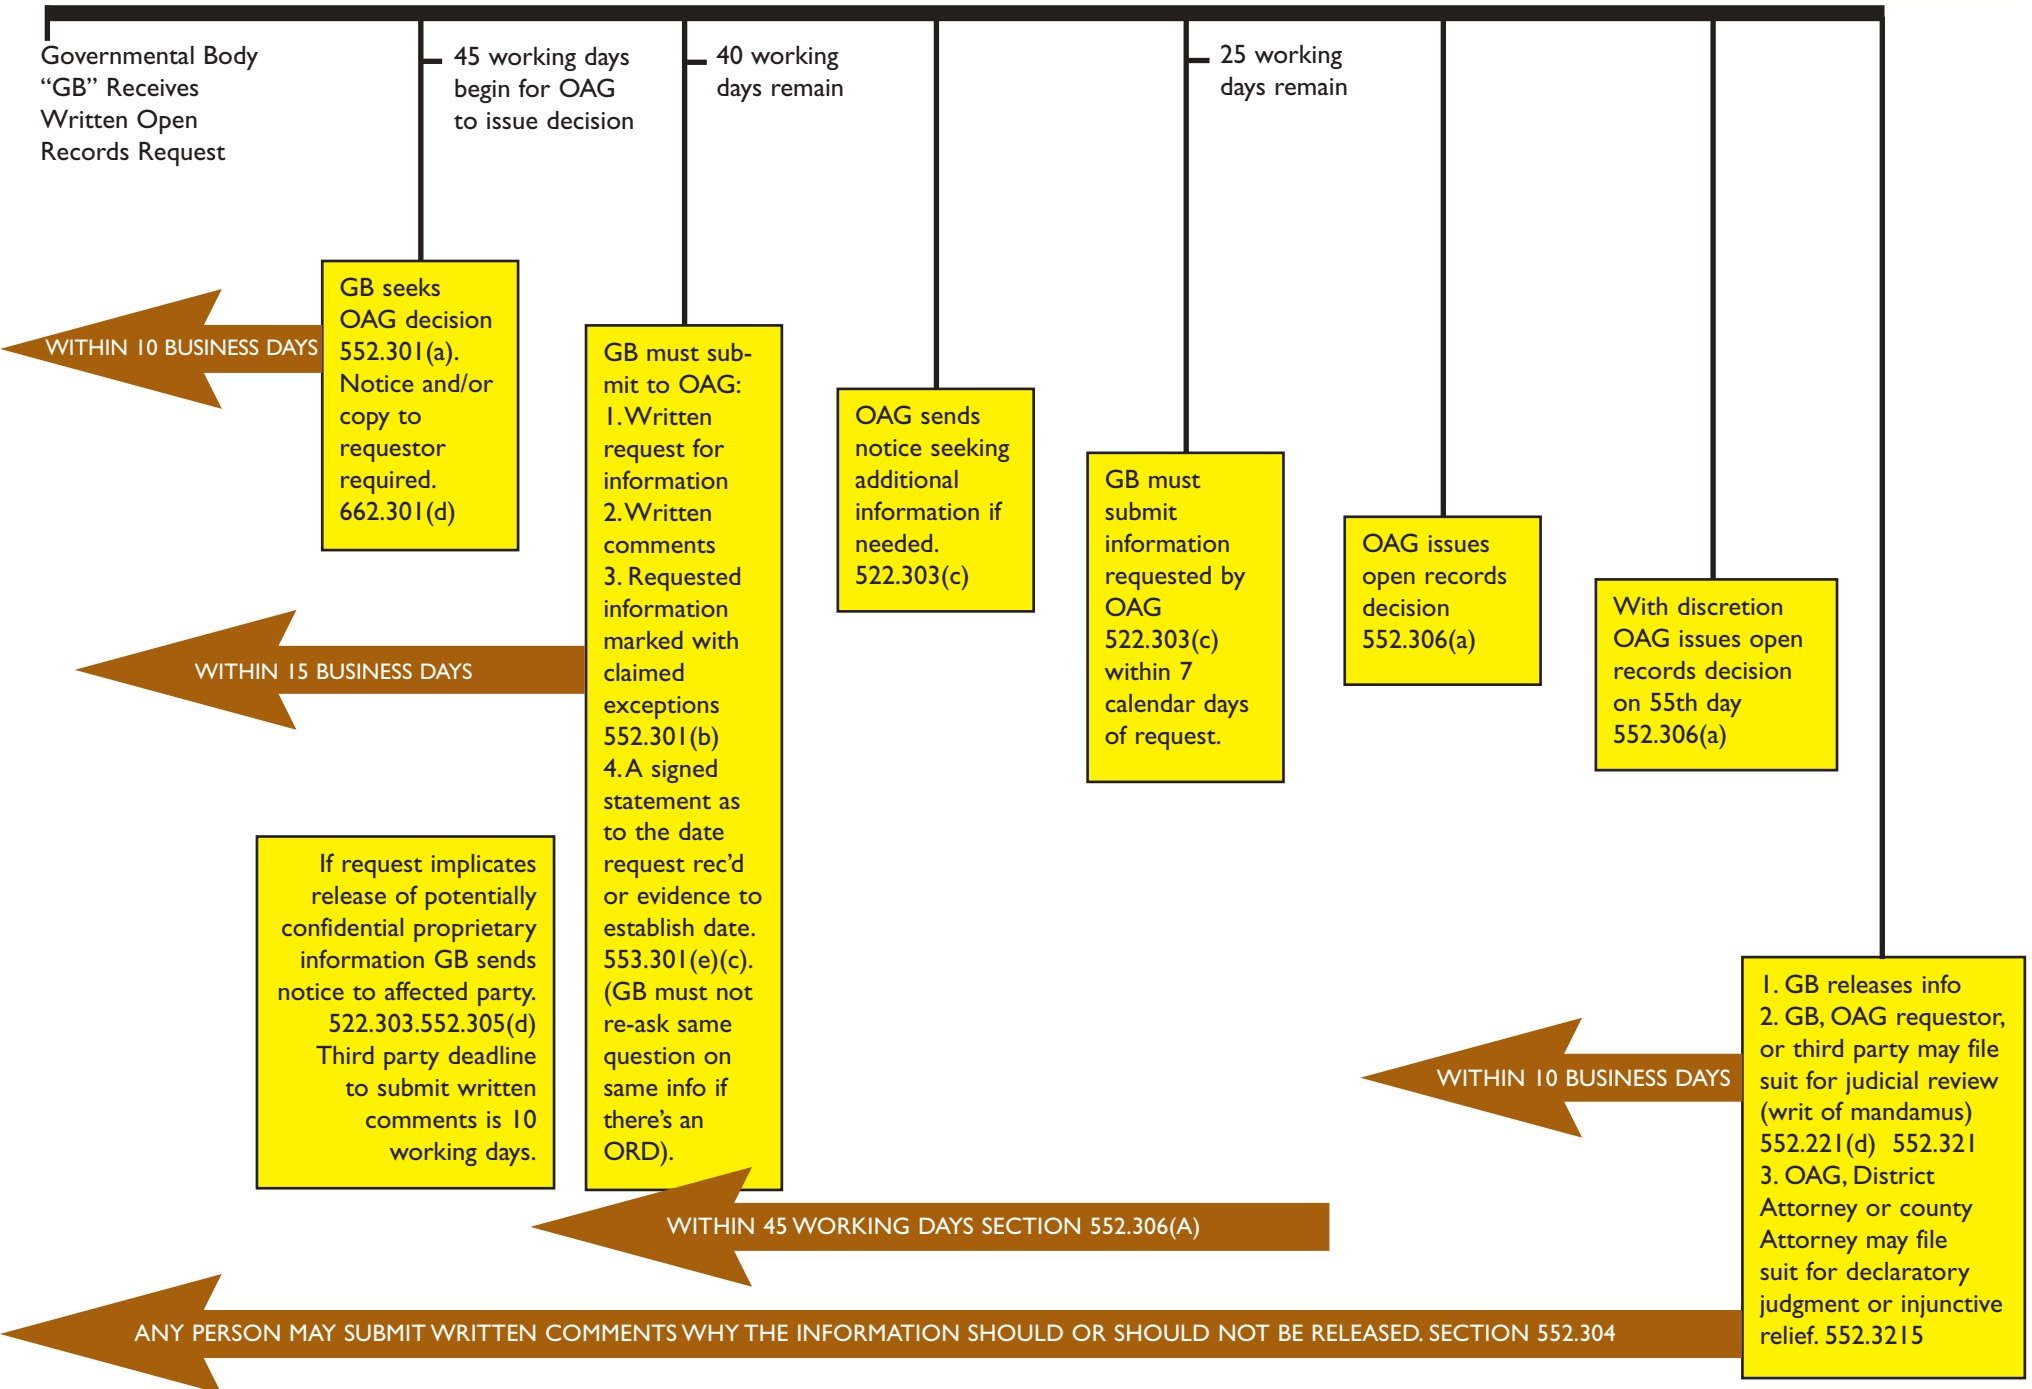 Governmental Body
“GB” Receives
Written Open
Records Request
45 working days
begin for OAG
to issue decision
40 working
days remain
25 working
days remain
WITHIN 10 BUSINESS DAYS
GB seeks
OAG decision
552.301(a).
Notice and/or
copy to
requestor
required.
662.301(d)
WITHIN 15 BUSINESS DAYS
GB must sub-
mit to OAG:
1. Written
request for
information
2. Written
comments
3. Requested
information
marked with
claimed
exceptions
552.301(b)
4. A signed
statement as
to the date
request rec’d
or evidence to
establish date.
553.301(e)(c).
(GB must not
re-ask same
question on
same info if
there’s an
ORD).
If request implicates
release of potentially
confidential proprietary
information GB sends
notice to affected party.
522.303.552.305(d)
Third party deadline
to submit written
comments is 10
working days.
OAG sends
notice seeking
additional
information if
needed.
522.303(c)
GB must
submit
information
requested by
OAG
522.303(c)
within 7
calendar days
of request.
OAG issues
open records
decision
552.306(a)
With discretion
OAG issues open
records decision
on 55th day
552.306(a)
WITHIN 10 BUSINESS DAYS
1. GB releases info
2. GB, OAG requestor,
or third party may file
suit for judicial review
(writ of mandamus)
552.221(d) 552.321
3. OAG, District
Attorney or county
Attorney may file
suit for declaratory
judgment or injunctive
relief. 552.3215
WITHIN 45 WORKING DAYS SECTION 552.306(A)
ANY PERSON MAY SUBMIT WRITTEN COMMENTS WHY THE INFORMATION SHOULD OR SHOULD NOT BE RELEASED. SECTION 552.304